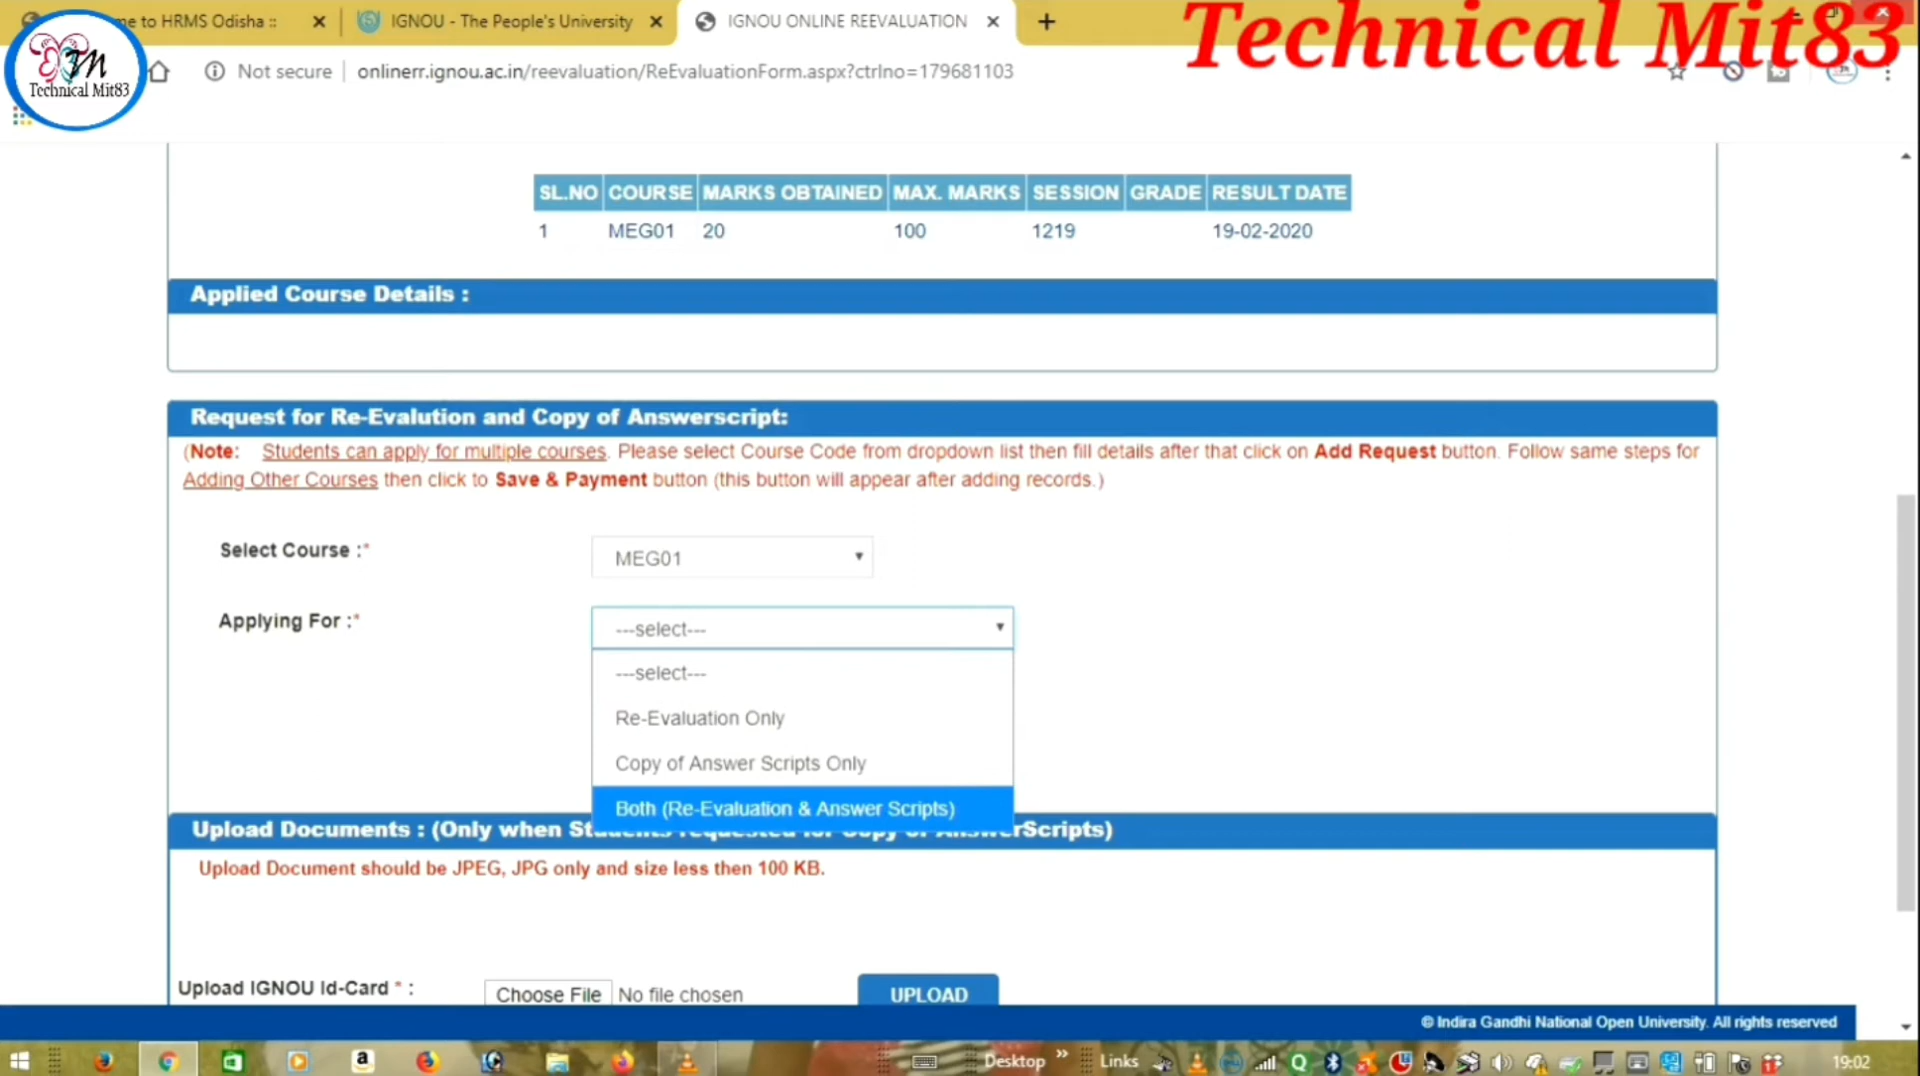 me to HRMS Odisha ::
IGNOU - The People's University
IGNOU ONLINE REEVALUATION
Technical Mit83
TM
Technical Mit83
Not secure
onlinerr.ignou.ac.in/reevaluation/ReEvaluationForm.aspx?ctrlno=179681103
SL.NO COURSE MARKS OBTAINED MAX. MARKS SESSION GRADE RESULT DATE
1 MEG01 20 100 1219 19-02-2020
Applied Course Details :
Request for Re-Evalution and Copy of Answerscript:
(Note: Students can apply for multiple courses. Please select Course Code from dropdown list then fill details after that click on Add Request button. Follow same steps for
Adding Other Courses then click to Save & Payment button (this button will appear after adding records.)
Select Course :*
MEG01
Applying For :*
---select---
---select---
Re-Evaluation Only
Copy of Answer Scripts Only
Both (Re-Evaluation & Answer Scripts)
Upload Documents : (Only when Students requested for Copy of AnswerScripts)
Upload Document should be JPEG, JPG only and size less then 100 KB.
Upload IGNOU Id-Card * :
Choose File No file chosen
UPLOAD
© Indira Gandhi National Open University. All rights reserved
Desktop
Links
19:02